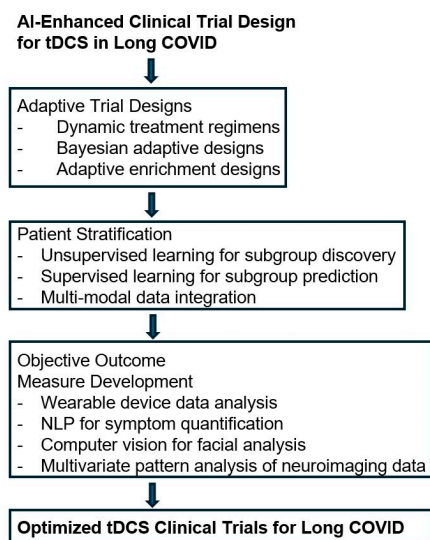 AI-Enhanced Clinical Trial Design
for tDCS in Long COVID
Adaptive Trial Designs
- Dynamic treatment regimens
- Bayesian adaptive designs
- Adaptive enrichment designs
Patient Stratification
- Unsupervised learning for subgroup discovery
- Supervised learning for subgroup prediction
- Multi-modal data integration
Objective Outcome
Measure Development
- Wearable device data analysis
- NLP for symptom quantification
- Computer vision for facial analysis
- Multivariate pattern analysis of neuroimaging data
Optimized tDCS Clinical Trials for Long COVID